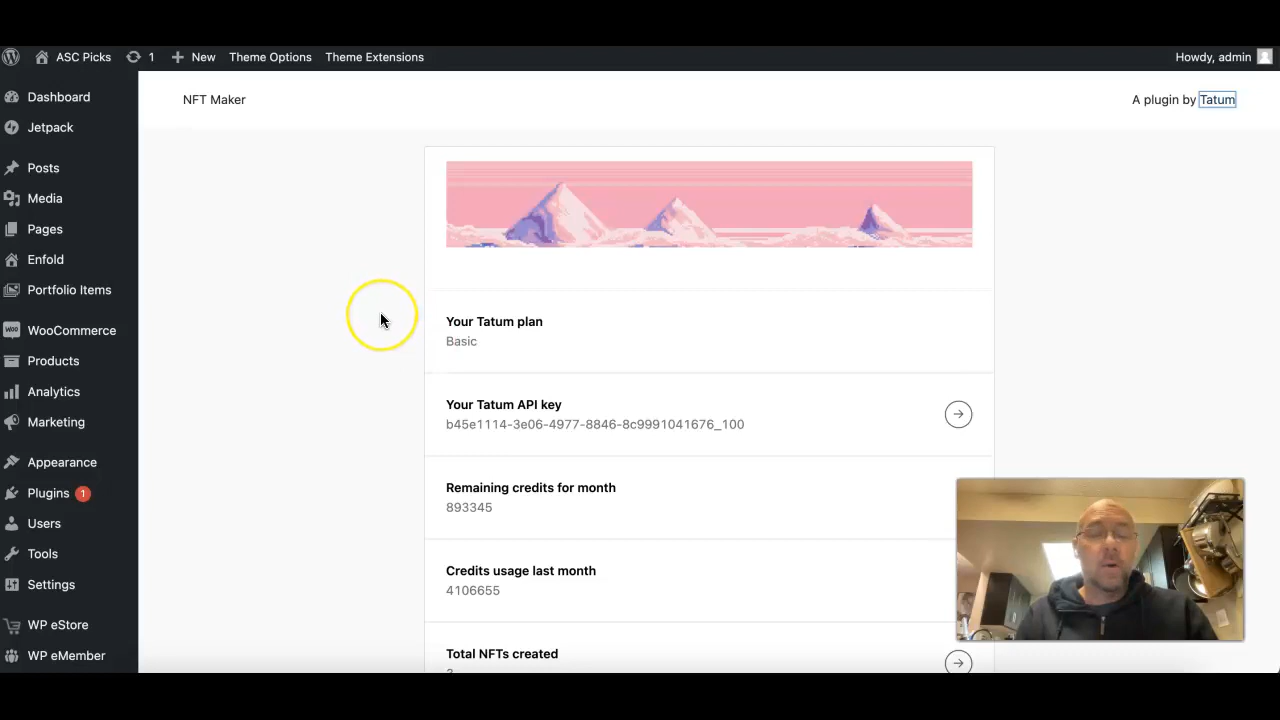 ASC Picks
1
New
Theme Options
Theme Extensions
Howdy, admin
Dashboard
Jetpack
Posts
Media
Pages
Enfold
Portfolio Items
WooCommerce
Products
Analytics
Marketing
Appearance
Plugins 1
Users
Tools
Settings
WP eStore
WP eMember
NFT Maker
A plugin by Tatum
Your Tatum plan
Basic
Your Tatum API key
b45e1114-3e06-4977-8846-8c9991041676_100
Remaining credits for month
893345
Credits usage last month
4106655
Total NFTs created